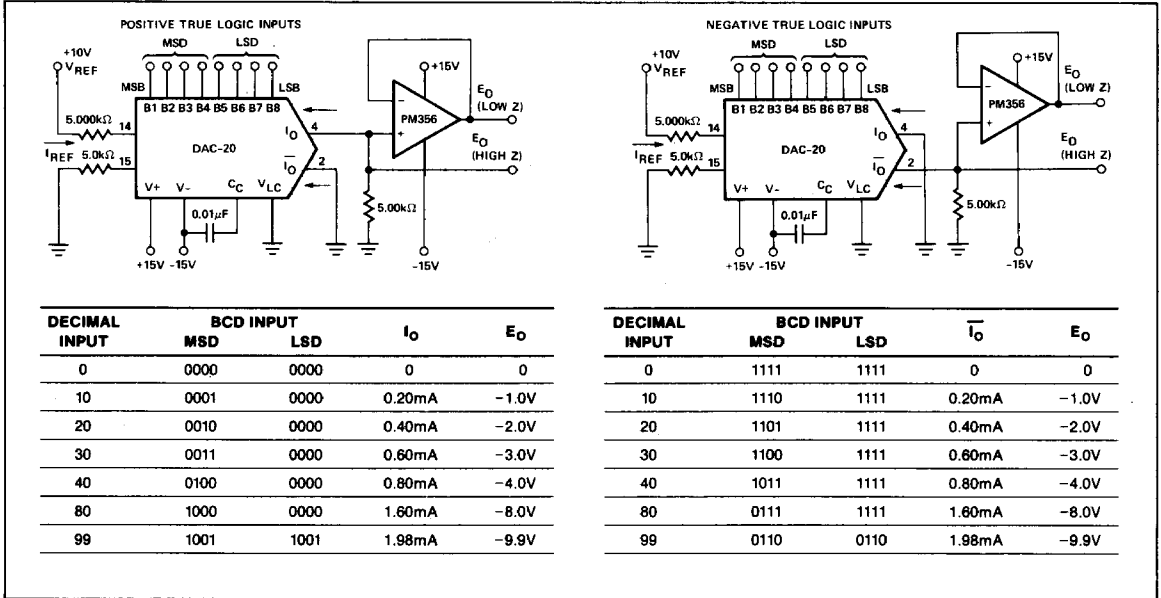 POSITIVE TRUE LOGIC INPUTS
MSD LSD
+10V
VREF
MSB LSB
B1 B2 B3 B4 B5 B6 B7 B8
5.000kΩ
14
IREF 5.0kΩ
15
DAC-20
IO 4
IO 2
V+ V- CC VLC
0.01μF
+15V -15V
5.00kΩ
+15V
−
+
PM356
-15V
EO
(LOW Z)
EO
(HIGH Z)
NEGATIVE TRUE LOGIC INPUTS
MSD LSD
+10V
VREF
MSB LSB
B1 B2 B3 B4 B5 B6 B7 B8
5.000kΩ
14
IREF 5.0kΩ
15
DAC-20
IO 4
IO 2
V+ V- CC VLC
0.01μF
+15V -15V
5.00kΩ
+15V
−
+
PM356
-15V
EO
(LOW Z)
EO
(HIGH Z)
DECIMAL INPUT BCD INPUT MSD LSD IO EO
0 0000 0000 0 0
10 0001 0000 0.20mA −1.0V
20 0010 0000 0.40mA −2.0V
30 0011 0000 0.60mA −3.0V
40 0100 0000 0.80mA −4.0V
80 1000 0000 1.60mA −8.0V
99 1001 1001 1.98mA −9.9V
DECIMAL INPUT BCD INPUT MSD LSD IO EO
0 1111 1111 0 0
10 1110 1111 0.20mA −1.0V
20 1101 1111 0.40mA −2.0V
30 1100 1111 0.60mA −3.0V
40 1011 1111 0.80mA −4.0V
80 0111 1111 1.60mA −8.0V
99 0110 0110 1.98mA −9.9V